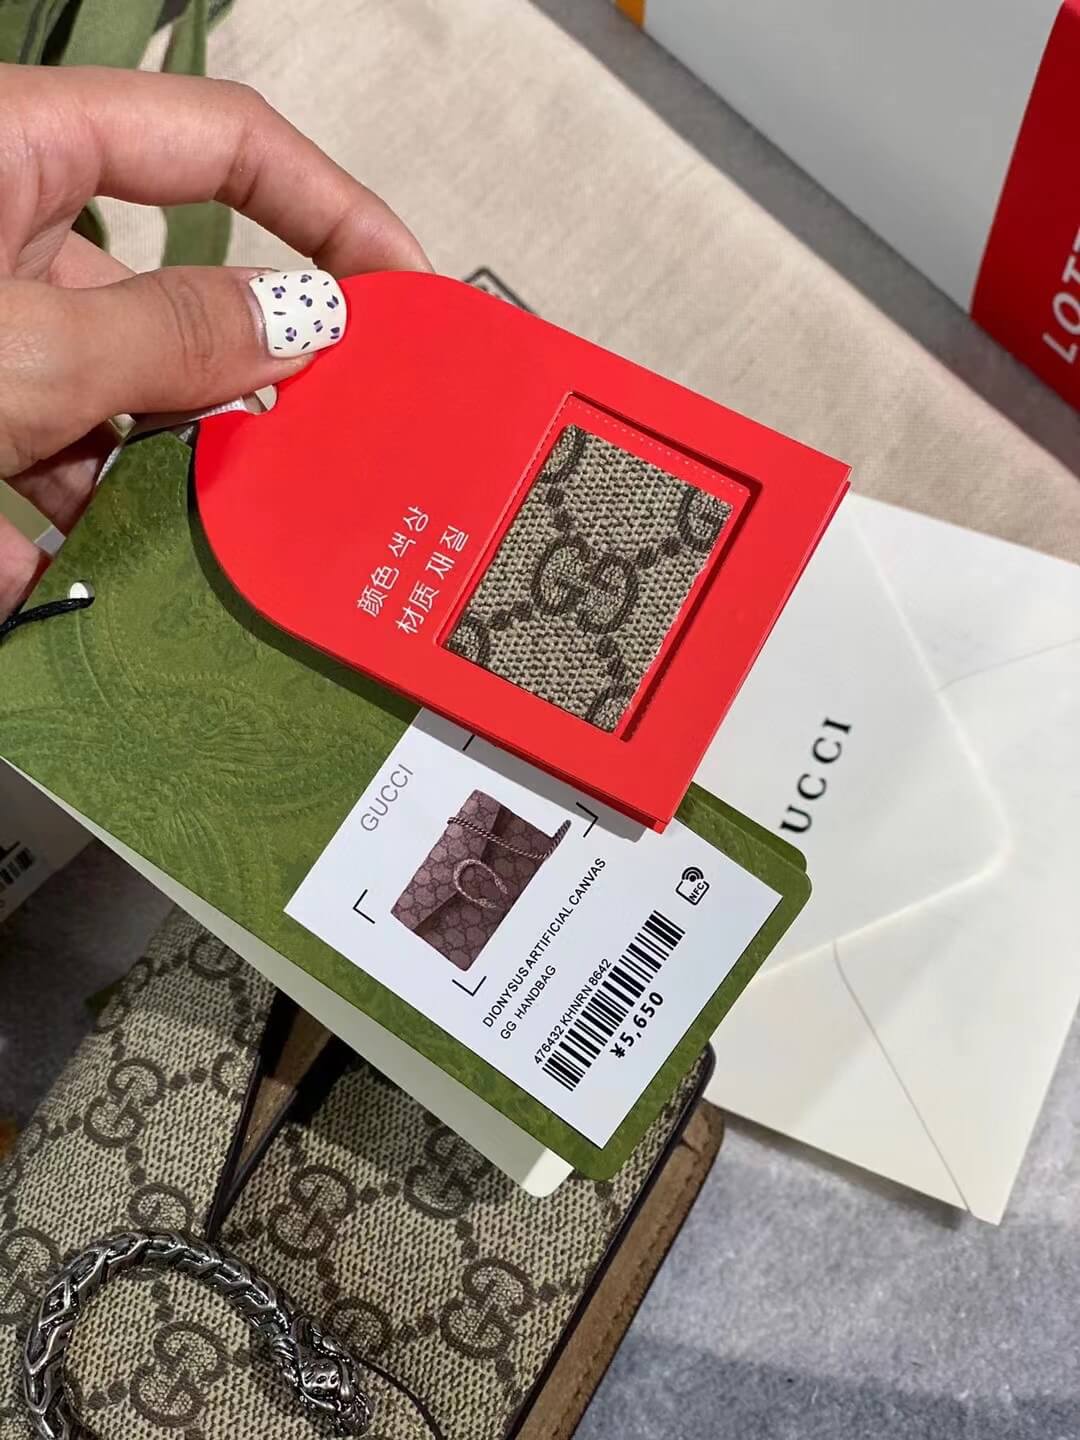 颜色 색상
材质 재질
GUCCI
DIONYSUS ARTIFICIAL CANVAS
GG HANDBAG
476432 KHNRN 8642
¥5,650
NFC
UCCI
LOT